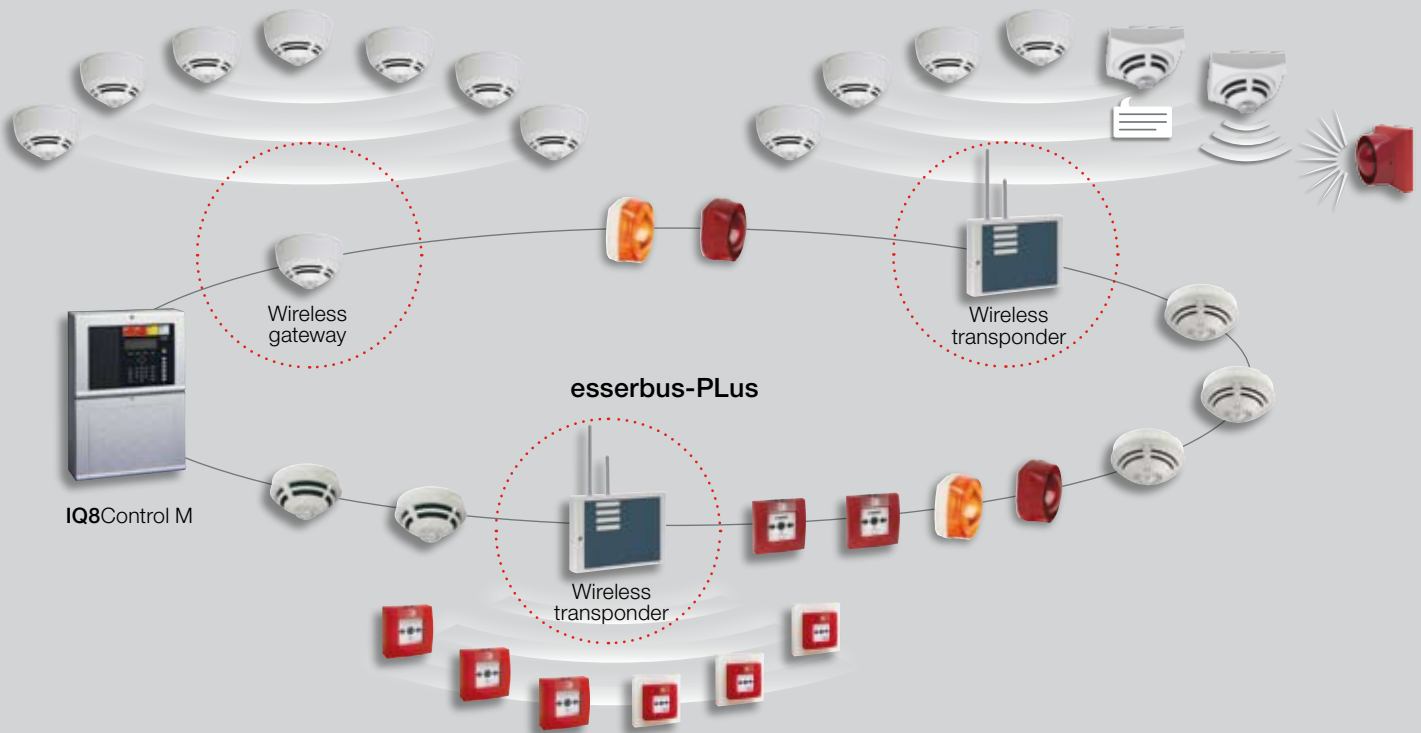 Wireless
gateway
Wireless
transponder
esserbus-PLus
IQ8Control M
Wireless
transponder